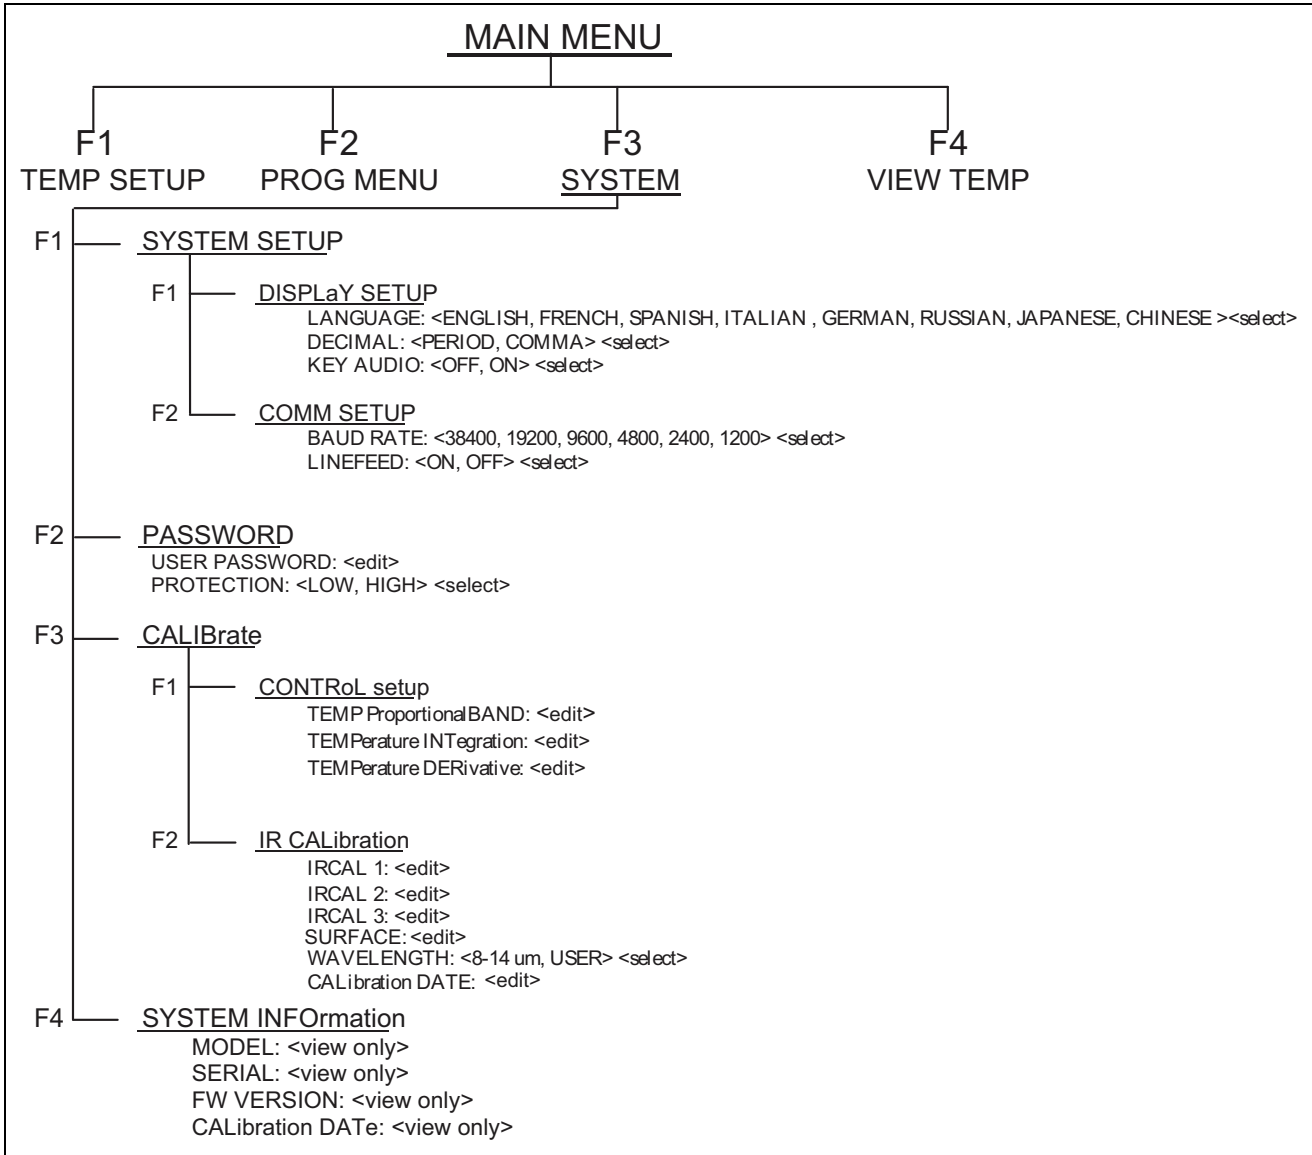 MAIN MENU
F1 F2 F3 F4
TEMP SETUP PROG MENU SYSTEM VIEW TEMP
F1 SYSTEM SETUP
F1 DISPLaY SETUP
LANGUAGE: <ENGLISH, FRENCH, SPANISH, ITALIAN , GERMAN, RUSSIAN, JAPANESE, CHINESE ><select>
DECIMAL: <PERIOD, COMMA> <select>
KEY AUDIO: <OFF, ON> <select>
F2 COMM SETUP
BAUD RATE: <38400, 19200, 9600, 4800, 2400, 1200> <select>
LINEFEED: <ON, OFF> <select>
F2 PASSWORD
USER PASSWORD: <edit>
PROTECTION: <LOW, HIGH> <select>
F3 CALIBrate
F1 CONTRoL setup
TEMP ProportionalBAND: <edit>
TEMPerature INTegration: <edit>
TEMPerature DERivative: <edit>
F2 IR CALibration
IRCAL 1: <edit>
IRCAL 2: <edit>
IRCAL 3: <edit>
SURFACE: <edit>
WAVELENGTH: <8-14 um, USER> <select>
CALibration DATE: <edit>
F4 SYSTEM INFOrmation
MODEL: <view only>
SERIAL: <view only>
FW VERSION: <view only>
CALibration DATe: <view only>